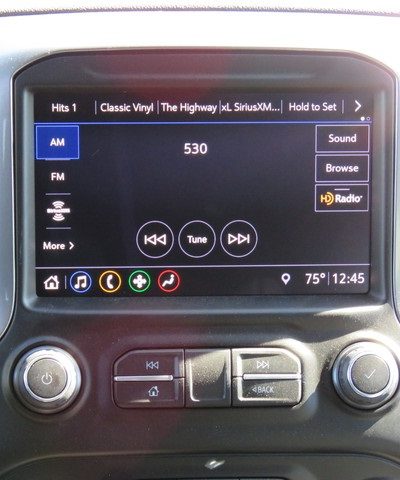 Hits 1 Classic Vinyl The Highway xL SiriusXM... Hold to Set
AM 530 Sound
FM Browse
SiriusXM HD Radio
More Tune
75° 12:45
BACK